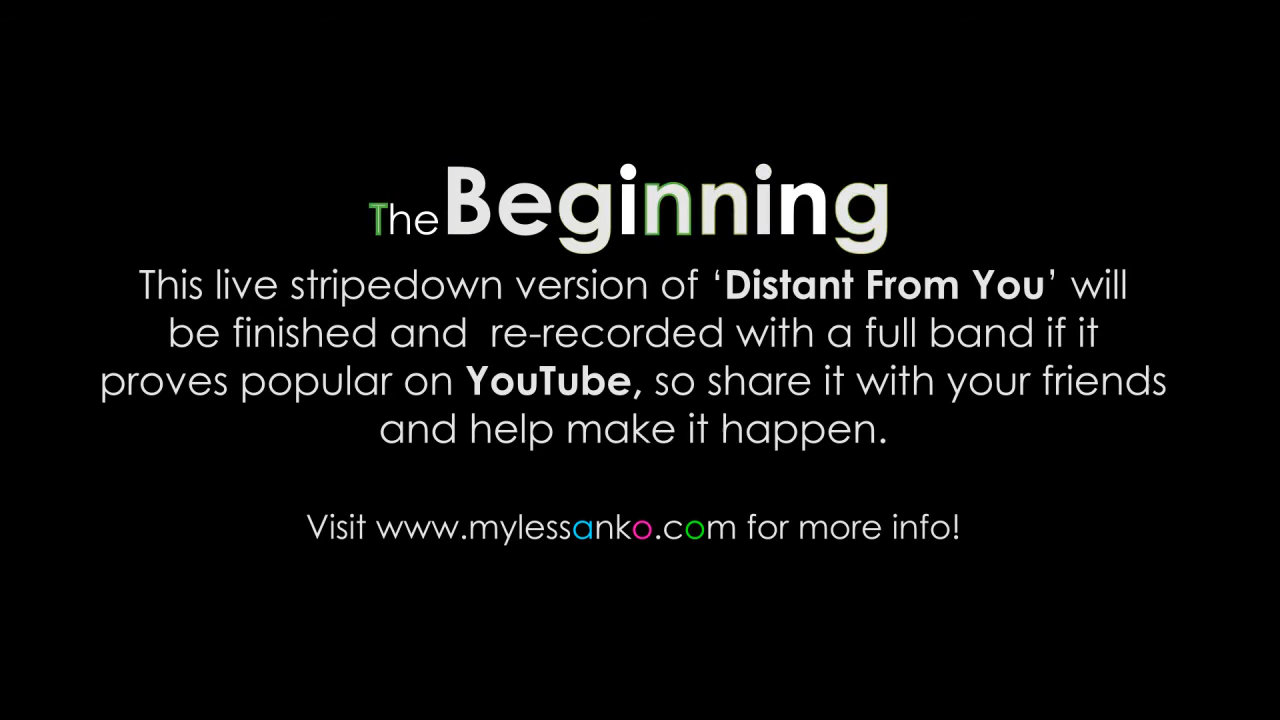 The Beginning
This live stripedown version of ‘Distant From You’ will
be finished and  re-recorded with a full band if it
proves popular on YouTube, so share it with your friends
and help make it happen.
Visit www.mylessanko.com for more info!